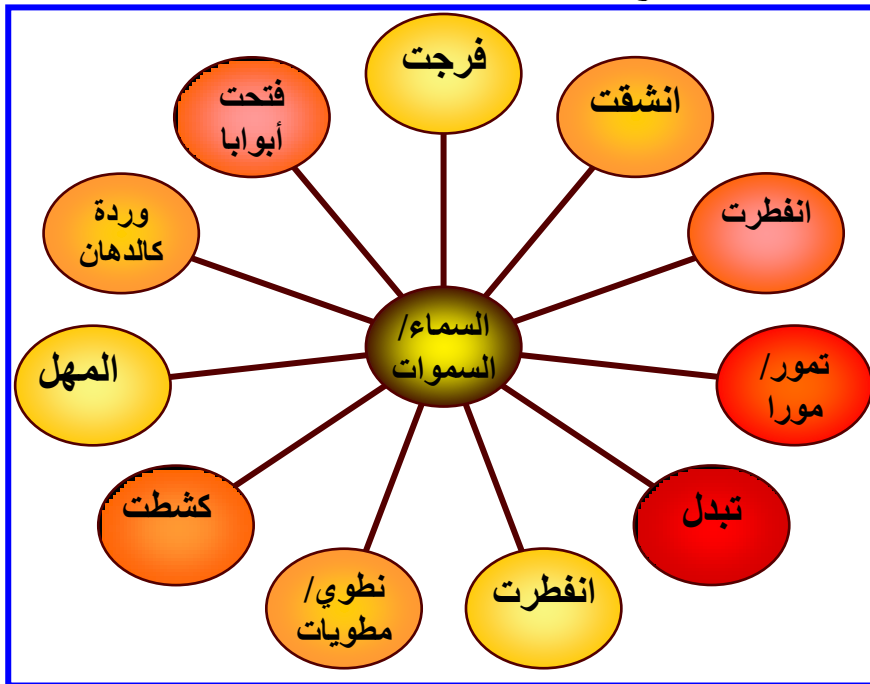 فرجت
انشقت
انفطرت
تمور/
مورا
تبدل
انفطرت
نطوي/
مطويات
كشطت
المهل
وردة
كالدهان
فتحت
أبوابا
السماء/
السموات